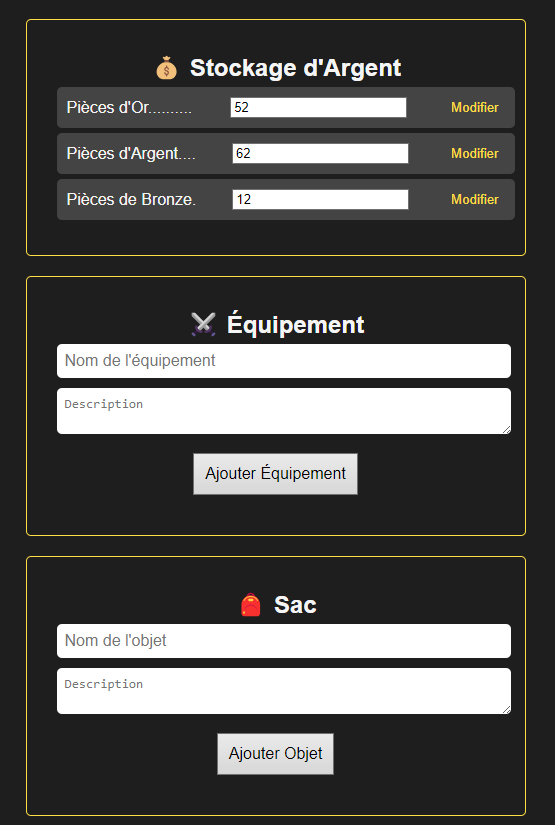 💰 Stockage d'Argent
Pièces d'Or.......... 52 Modifier
Pièces d'Argent.... 62 Modifier
Pièces de Bronze. 12 Modifier
⚔️ Équipement
Nom de l'équipement
Description
Ajouter Équipement
🎒 Sac
Nom de l'objet
Description
Ajouter Objet